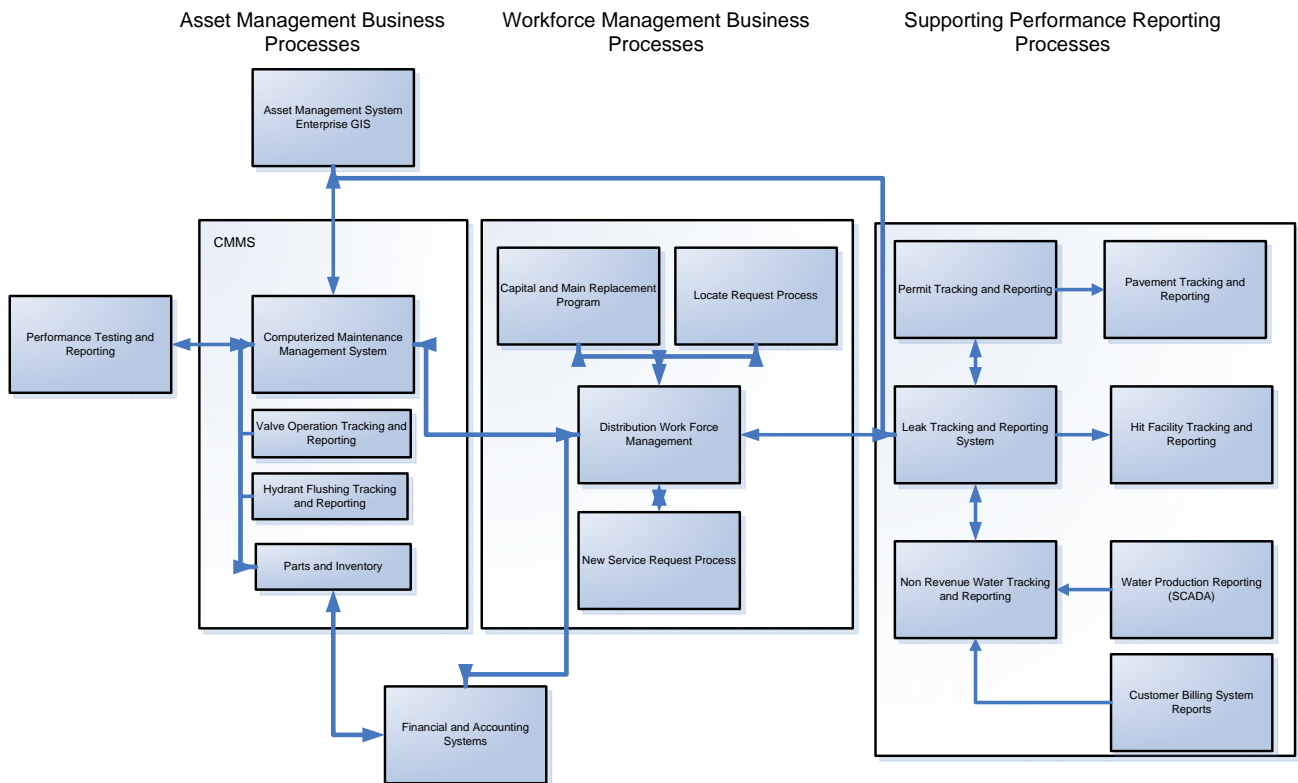 Asset Management Business
Processes
Workforce Management Business
Processes
Supporting Performance Reporting
Processes
Asset Management System
Enterprise GIS
CMMS
Performance Testing and
Reporting
Computerized Maintenance
Management System
Valve Operation Tracking and
Reporting
Hydrant Flushing Tracking
and Reporting
Parts and Inventory
Capital and Main Replacement
Program
Locate Request Process
Distribution Work Force
Management
New Service Request Process
Permit Tracking and Reporting
Pavement Tracking and
Reporting
Leak Tracking and Reporting
System
Hit Facility Tracking and
Reporting
Non Revenue Water Tracking
and Reporting
Water Production Reporting
(SCADA)
Customer Billing System
Reports
Financial and Accounting
Systems